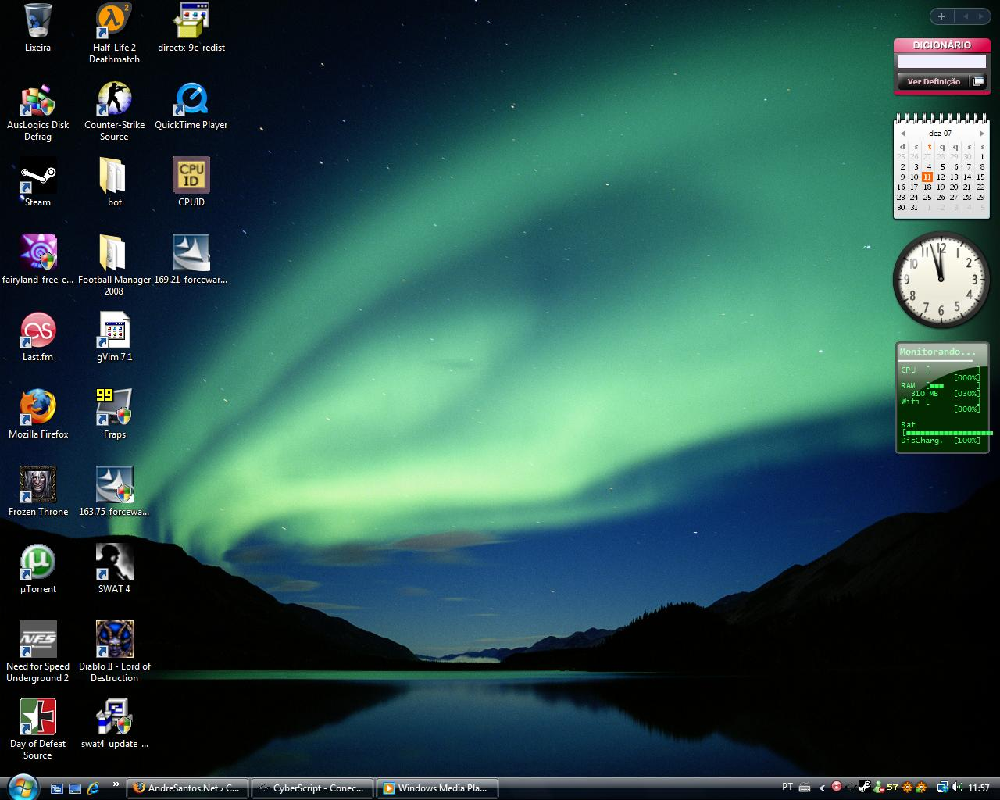 Lixeira
Half-Life 2
Deathmatch
directx_9c_redist
AusLogics Disk
Defrag
Counter-Strike
Source
QuickTime Player
Steam
bot
CPU
ID
CPUID
fairyland-free-e...
Football Manager
2008
169.21_forcewar...
Last.fm
gVim 7.1
99
Mozilla Firefox
Fraps
Frozen Throne
163.75_forcewa...
µTorrent
SWAT 4
NFS
Need for Speed
Underground 2
Diablo II - Lord of
Destruction
Day of Defeat
Source
swat4_update_...
DICIONÁRIO
Ver Definição
dez 07
d s t q q s s
25 26 27 28 29 30 1
2 3 4 5 6 7 8
9 10 11 12 13 14 15
16 17 18 19 20 21 22
23 24 25 26 27 28 29
30 31 1 2 3 4 5
12 1 2 3 4 5 6 7 8 9 10 11
Monitorando...
CPU [ ]
[000%]
RAM [ ]
310 MB [030%]
Wifi [ ]
[000%]
Bat
[
DisCharg. [100%]
AndreSantos.Net › C...
CyberScript - Conec...
Windows Media Pla...
PT
57
11:57